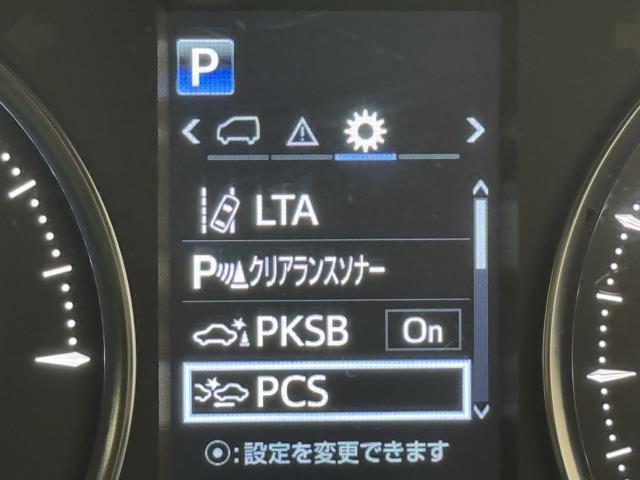 P
LTA
Pクリアランスソナー
PKSB On
PCS
:設定を変更できます